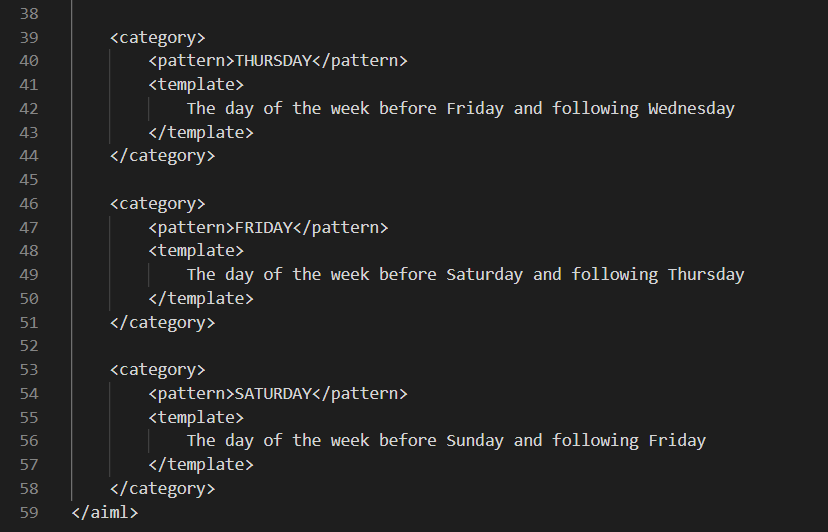 38
39 <category>
40 <pattern>THURSDAY</pattern>
41 <template>
42 The day of the week before Friday and following Wednesday
43 </template>
44 </category>
45
46 <category>
47 <pattern>FRIDAY</pattern>
48 <template>
49 The day of the week before Saturday and following Thursday
50 </template>
51 </category>
52
53 <category>
54 <pattern>SATURDAY</pattern>
55 <template>
56 The day of the week before Sunday and following Friday
57 </template>
58 </category>
59 </aiml>